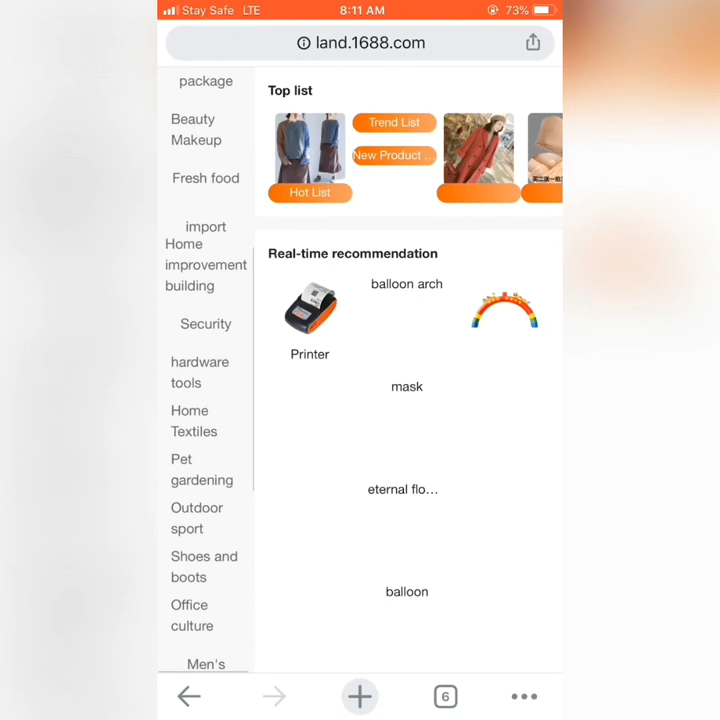 Stay Safe LTE 8:11 AM 73%
land.1688.com
package
Beauty
Makeup
Fresh food
import
Home
improvement
building
Security
hardware
tools
Home
Textiles
Pet
gardening
Outdoor
sport
Shoes and
boots
Office
culture
Men's
Top list
Trend List
New Product ...
Hot List
Real-time recommendation
balloon arch
Printer
mask
eternal flo...
balloon
6